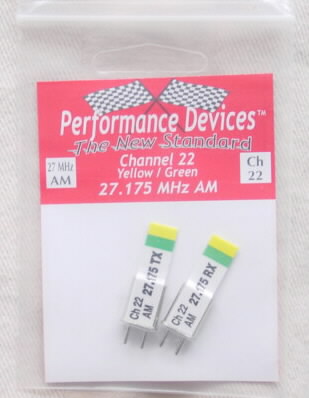 Performance Devices™
The New Standard
27 MHz
AM
Channel 22
Yellow / Green
27.175 MHz AM
Ch
22
Ch 22 27.175 TX
AM
Ch 22 27.175 RX
AM